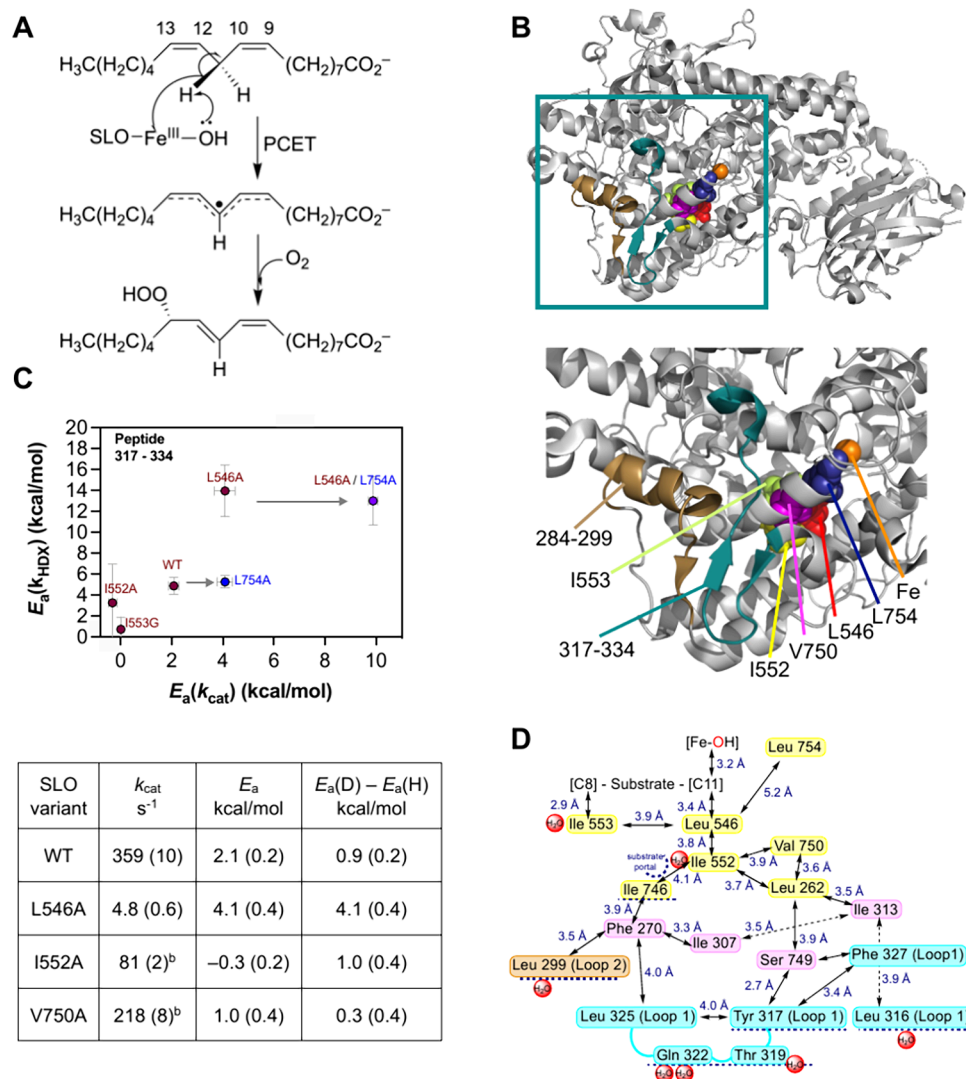 A
13 12 10 9
H₃C(H₂C)₄ (CH₂)₇CO₂⁻
H H
SLO–Feᴵᴵᴵ–OH
PCET
H₃C(H₂C)₄ (CH₂)₇CO₂⁻
H
O₂
HOO
H₃C(H₂C)₄ (CH₂)₇CO₂⁻
H
B
284-299
I553
317-334
I552
V750
L546
L754
Fe
C
Peptide
317 - 334
Eₐ(k_HDX) (kcal/mol)
20
18
16
14
12
10
8
6
4
2
0
L546A
L546A / L754A
WT
L754A
I552A
I553G
0 2 4 6 8 10
Eₐ(k_cat) (kcal/mol)
SLO variant k_cat s⁻¹ Eₐ kcal/mol Eₐ(D) – Eₐ(H) kcal/mol
WT 359 (10) 2.1 (0.2) 0.9 (0.2)
L546A 4.8 (0.6) 4.1 (0.4) 4.1 (0.4)
I552A 81 (2)ᵇ –0.3 (0.2) 1.0 (0.4)
V750A 218 (8)ᵇ 1.0 (0.4) 0.3 (0.4)
D
[Fe-OH]
Leu 754
3.2 Å
[C8] - Substrate - [C11]
5.2 Å
2.9 Å
3.4 Å
H₂O Ile 553
3.9 Å
Leu 546
3.8 Å
substrate
portal
H₂O Ile 552
Val 750
3.9 Å
3.6 Å
4.1 Å
3.7 Å
Ile 746
Leu 262
3.5 Å
Ile 313
3.9 Å
Phe 270
3.3 Å
Ile 307
3.5 Å
3.5 Å
3.9 Å
Leu 299 (Loop 2)
H₂O
4.0 Å
Ser 749
Phe 327 (Loop1)
2.7 Å
3.4 Å
3.9 Å
Leu 325 (Loop 1)
4.0 Å
Tyr 317 (Loop 1)
Leu 316 (Loop 1)
H₂O
Gln 322
Thr 319
H₂O H₂O
H₂O